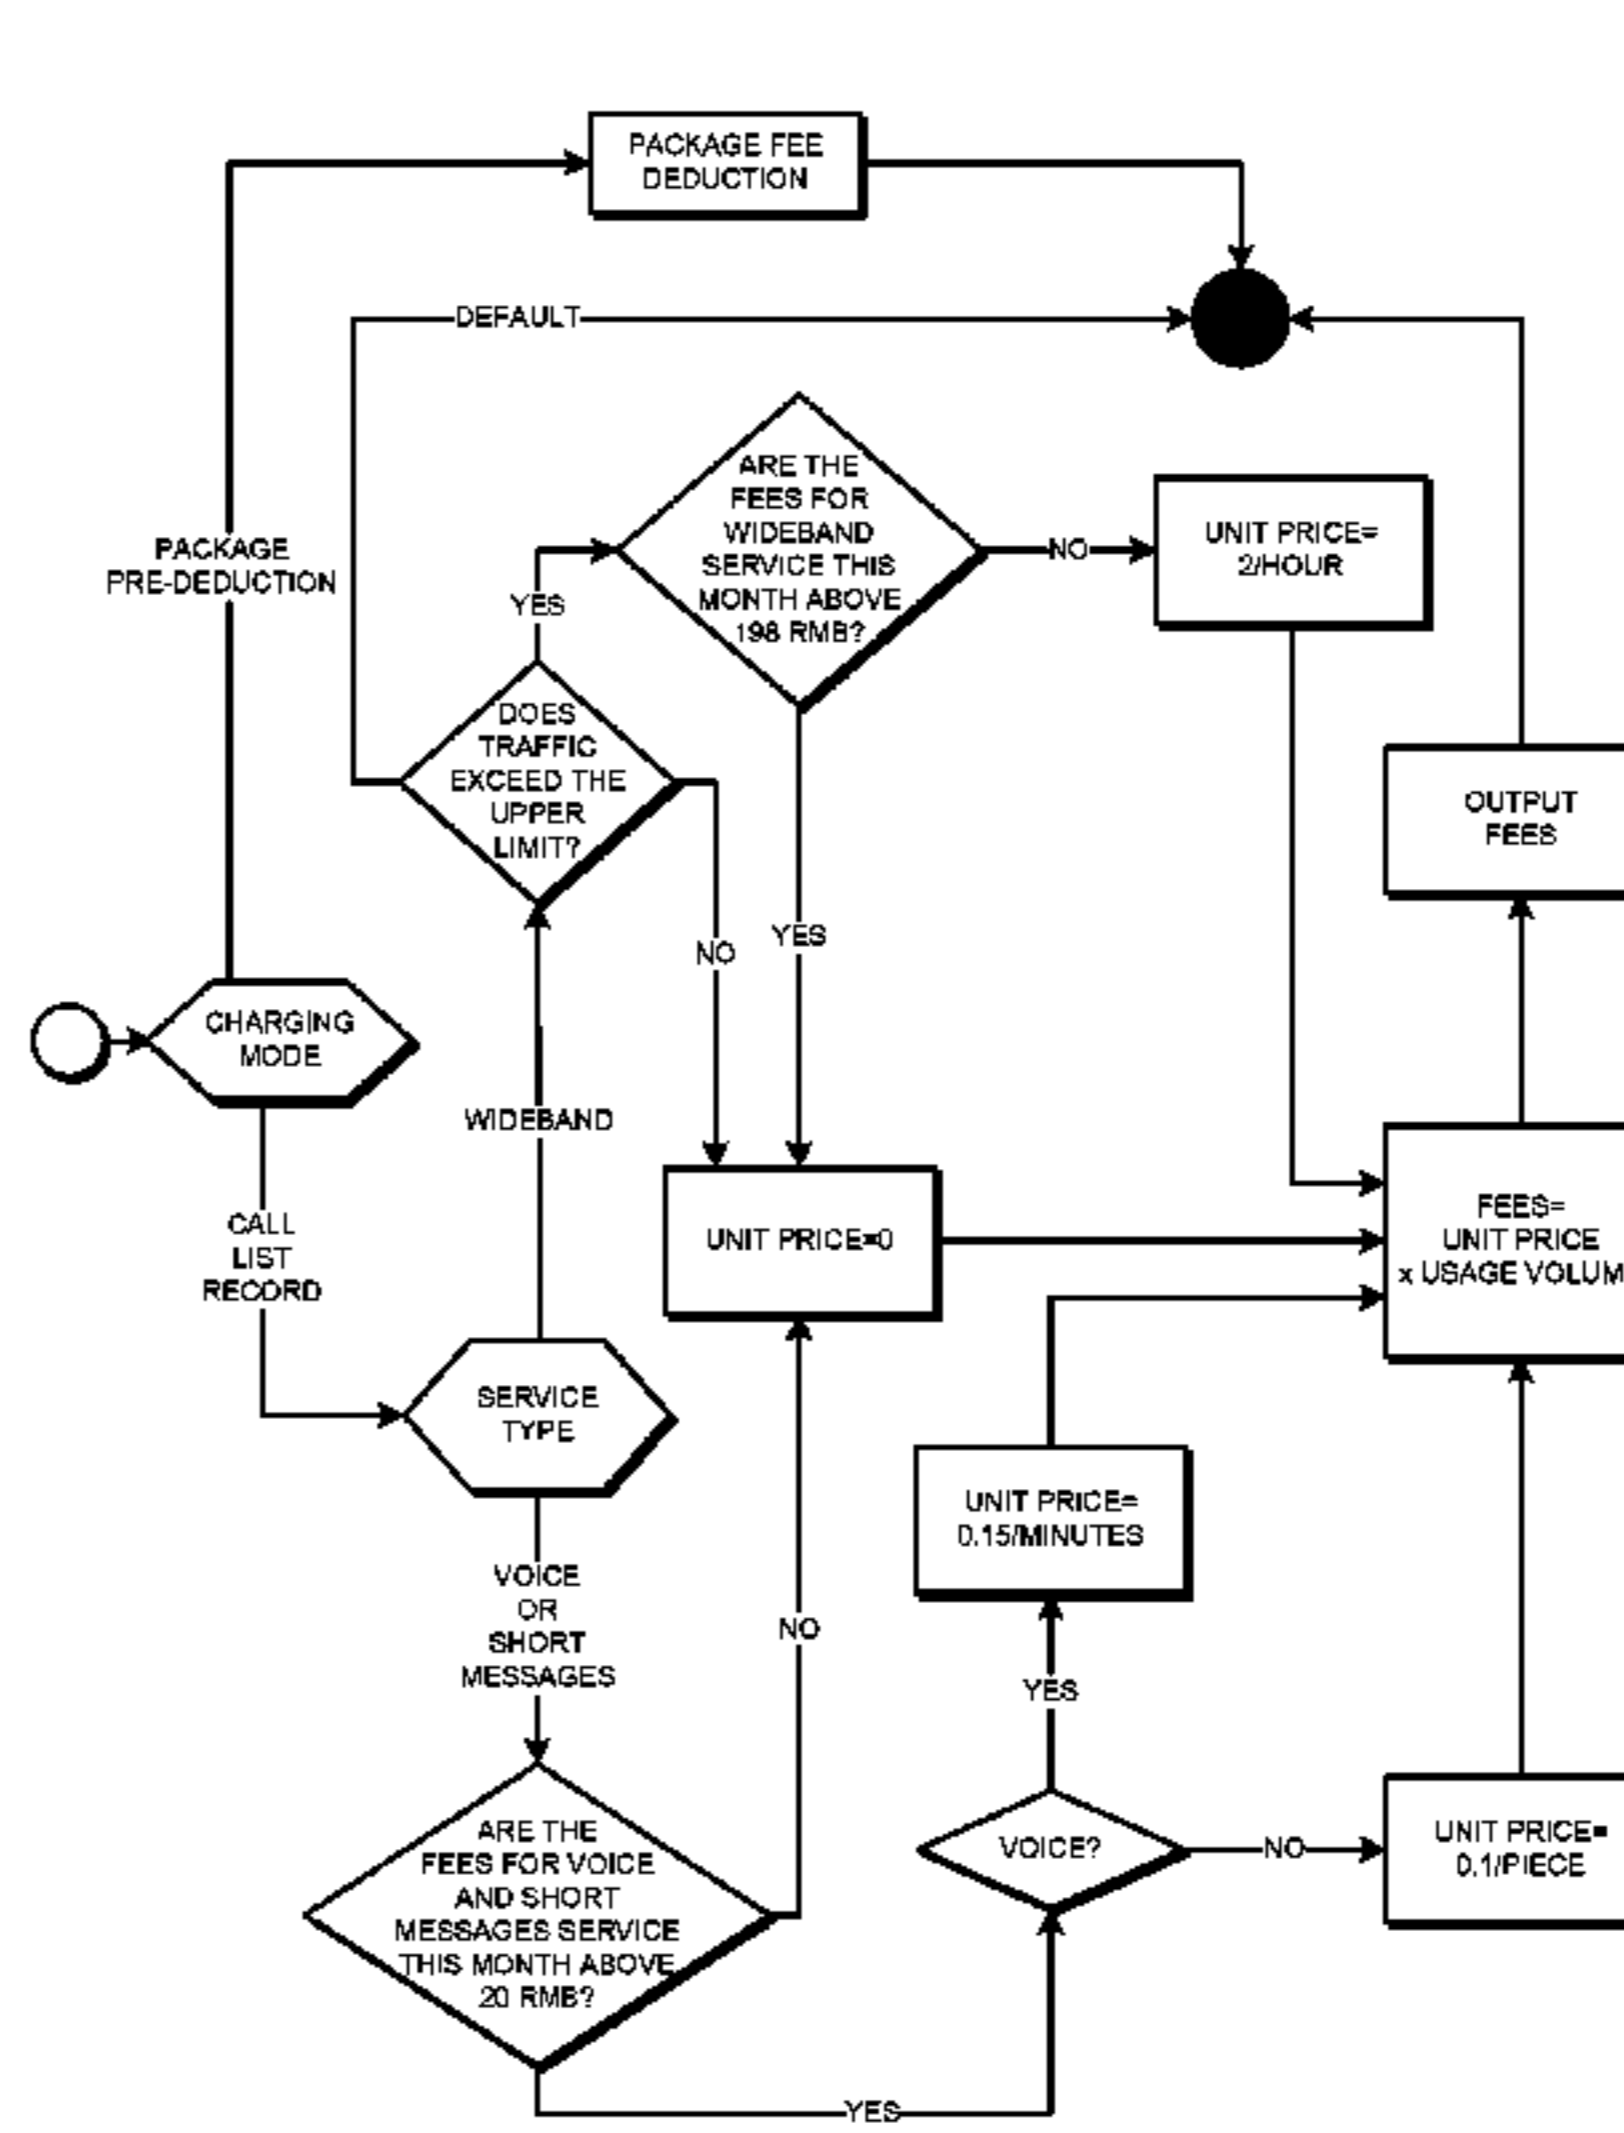 PACKAGE FEE
DEDUCTION
DEFAULT
ARE THE
FEES FOR
WIDEBAND
SERVICE THIS
MONTH ABOVE
198 RMB?
NO
UNIT PRICE=
2/HOUR
PACKAGE
PRE-DEDUCTION
YES
DOES
TRAFFIC
EXCEED THE
UPPER
LIMIT?
OUTPUT
FEES
NO
YES
CHARGING
MODE
WIDEBAND
CALL
LIST
RECORD
UNIT PRICE=0
FEES=
UNIT PRICE
x USAGE VOLUM
SERVICE
TYPE
UNIT PRICE=
0.15/MINUTES
VOICE
OR
SHORT
MESSAGES
NO
YES
ARE THE
FEES FOR VOICE
AND SHORT
MESSAGES SERVICE
THIS MONTH ABOVE
20 RMB?
VOICE?
NO
UNIT PRICE=
0.1/PIECE
YES